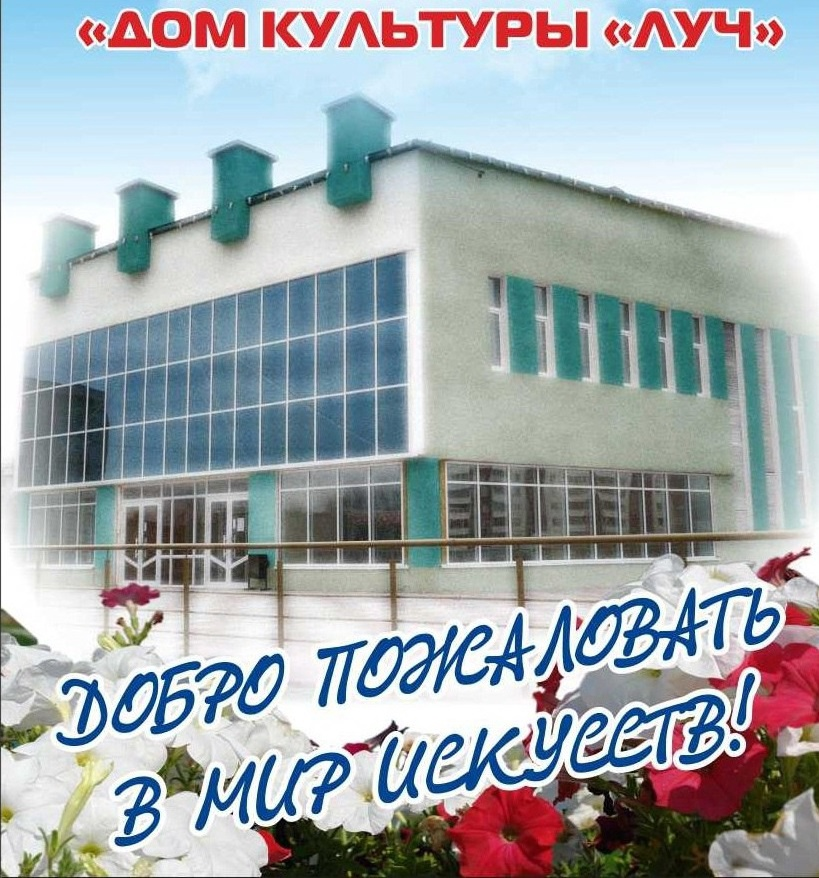 «ДОМ КУЛЬТУРЫ «ЛУЧ»
ДОБРО ПОЖАЛОВАТЬ
В МИР ИСКУССТВ!